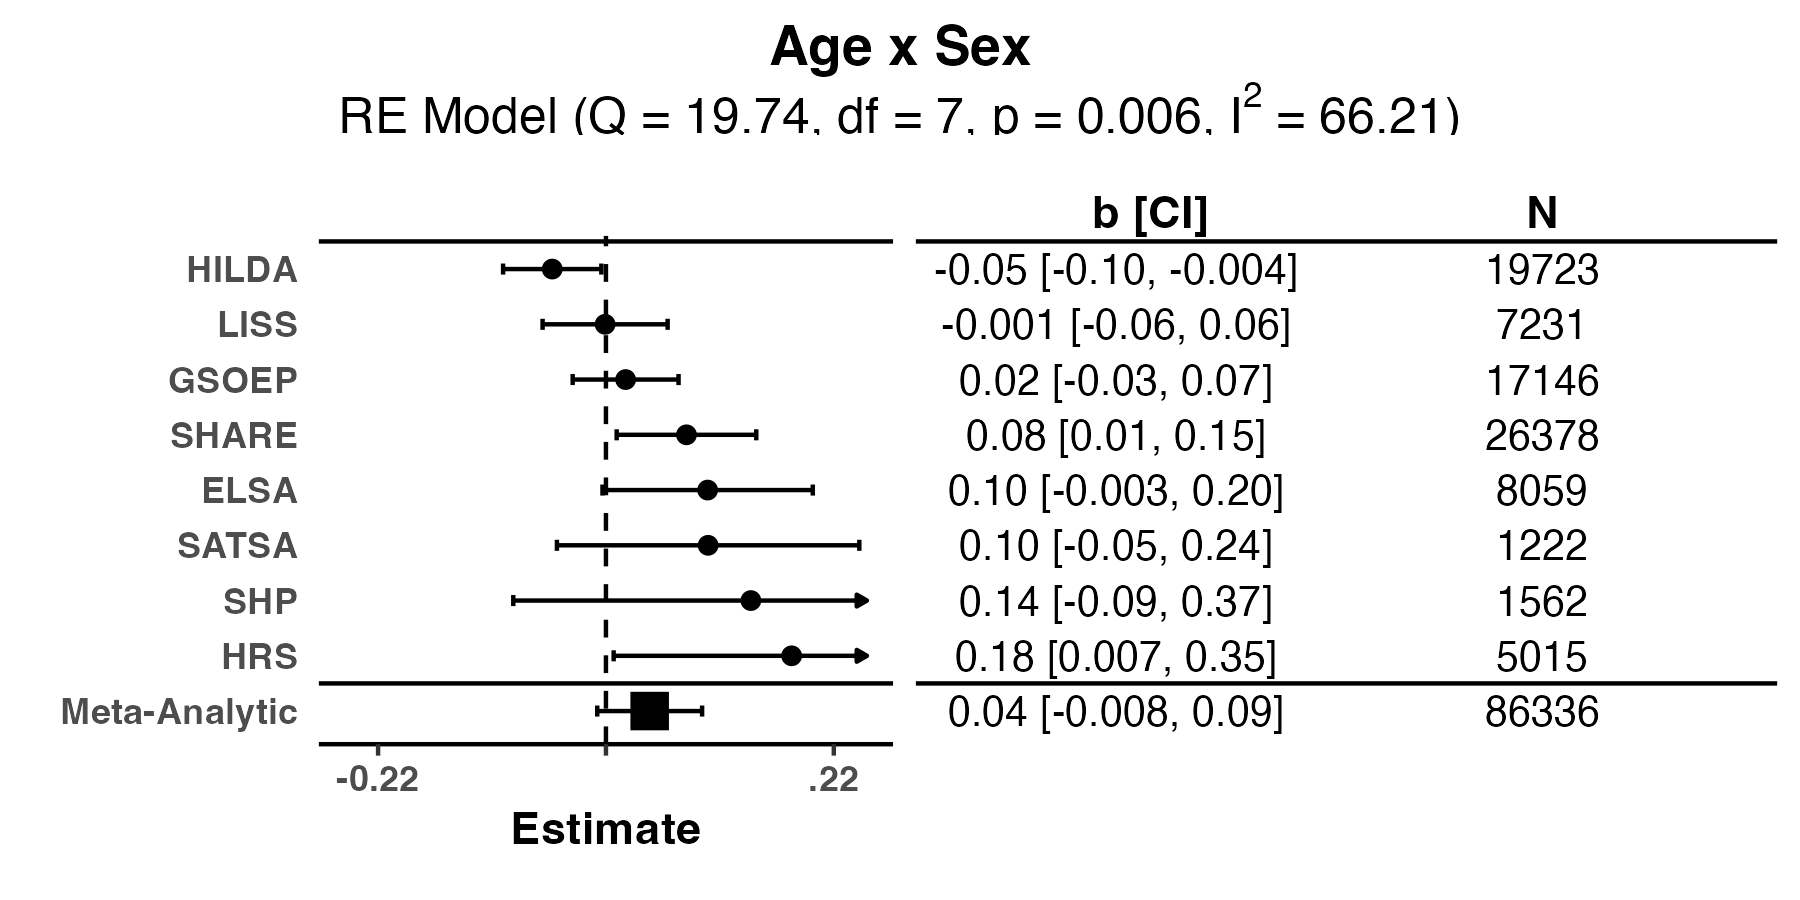 Age x Sex
RE Model (Q = 19.74, df = 7, p = 0.006, I² = 66.21)
b [CI] N
HILDA -0.05 [-0.10, -0.004] 19723
LISS -0.001 [-0.06, 0.06] 7231
GSOEP 0.02 [-0.03, 0.07] 17146
SHARE 0.08 [0.01, 0.15] 26378
ELSA 0.10 [-0.003, 0.20] 8059
SATSA 0.10 [-0.05, 0.24] 1222
SHP 0.14 [-0.09, 0.37] 1562
HRS 0.18 [0.007, 0.35] 5015
Meta-Analytic 0.04 [-0.008, 0.09] 86336
-0.22 .22
Estimate